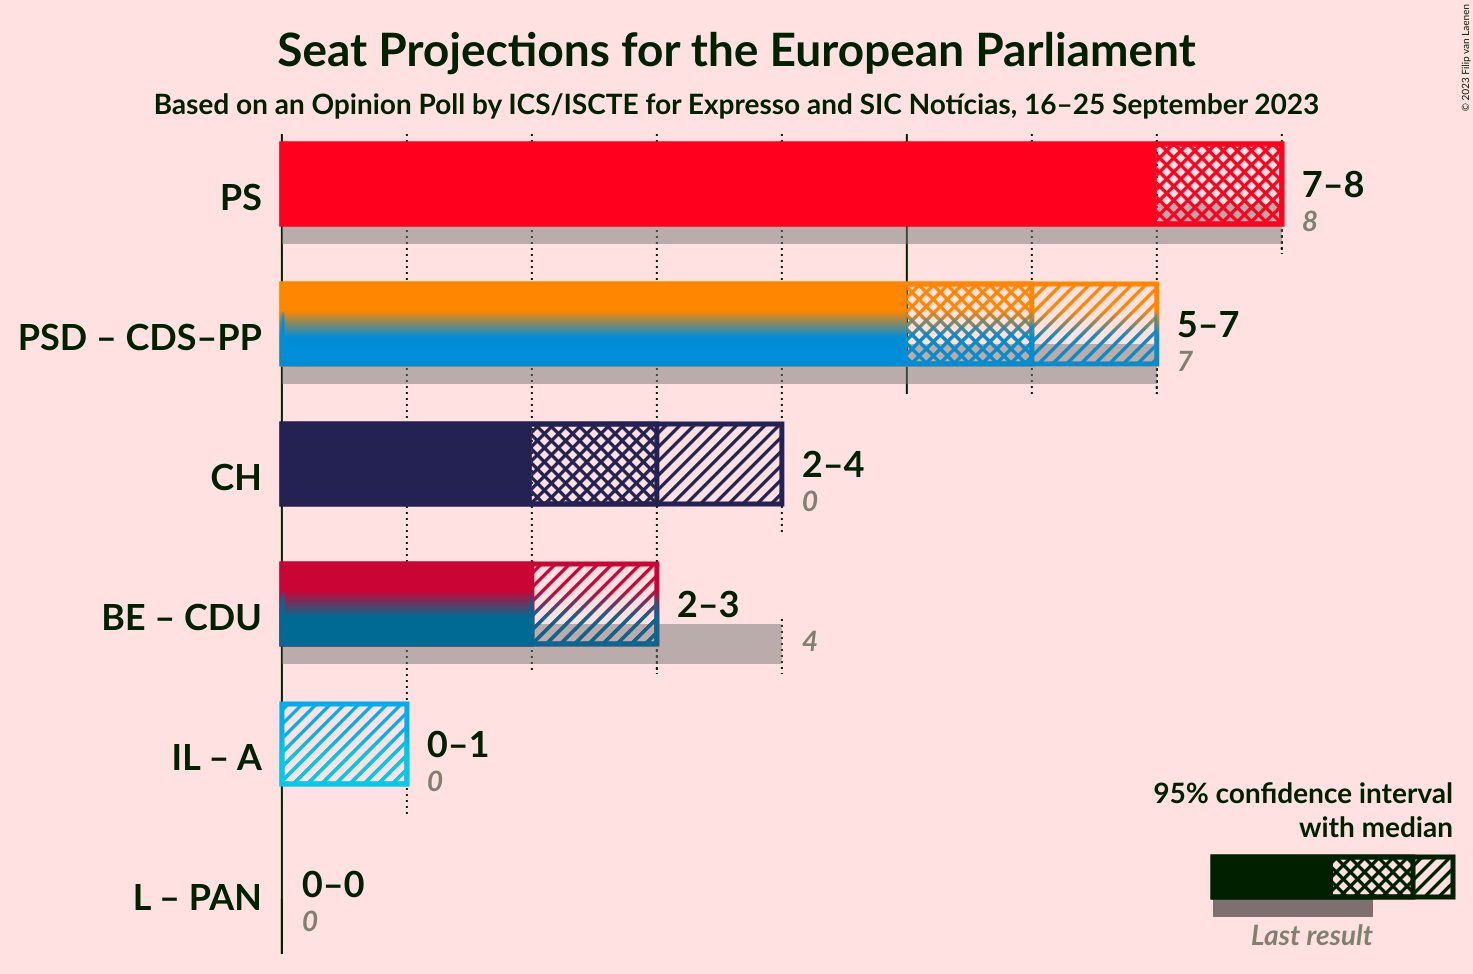 Seat Projections for the European Parliament
Based on an Opinion Poll by ICS/ISCTE for Expresso and SIC Notícias, 16–25 September 2023
© 2023 Filip van Laenen
PS
7–8
8
PSD – CDS–PP
5–7
7
CH
2–4
0
BE – CDU
2–3
4
IL – A
0–1
0
L – PAN
0–0
0
95% confidence interval
with median
Last result